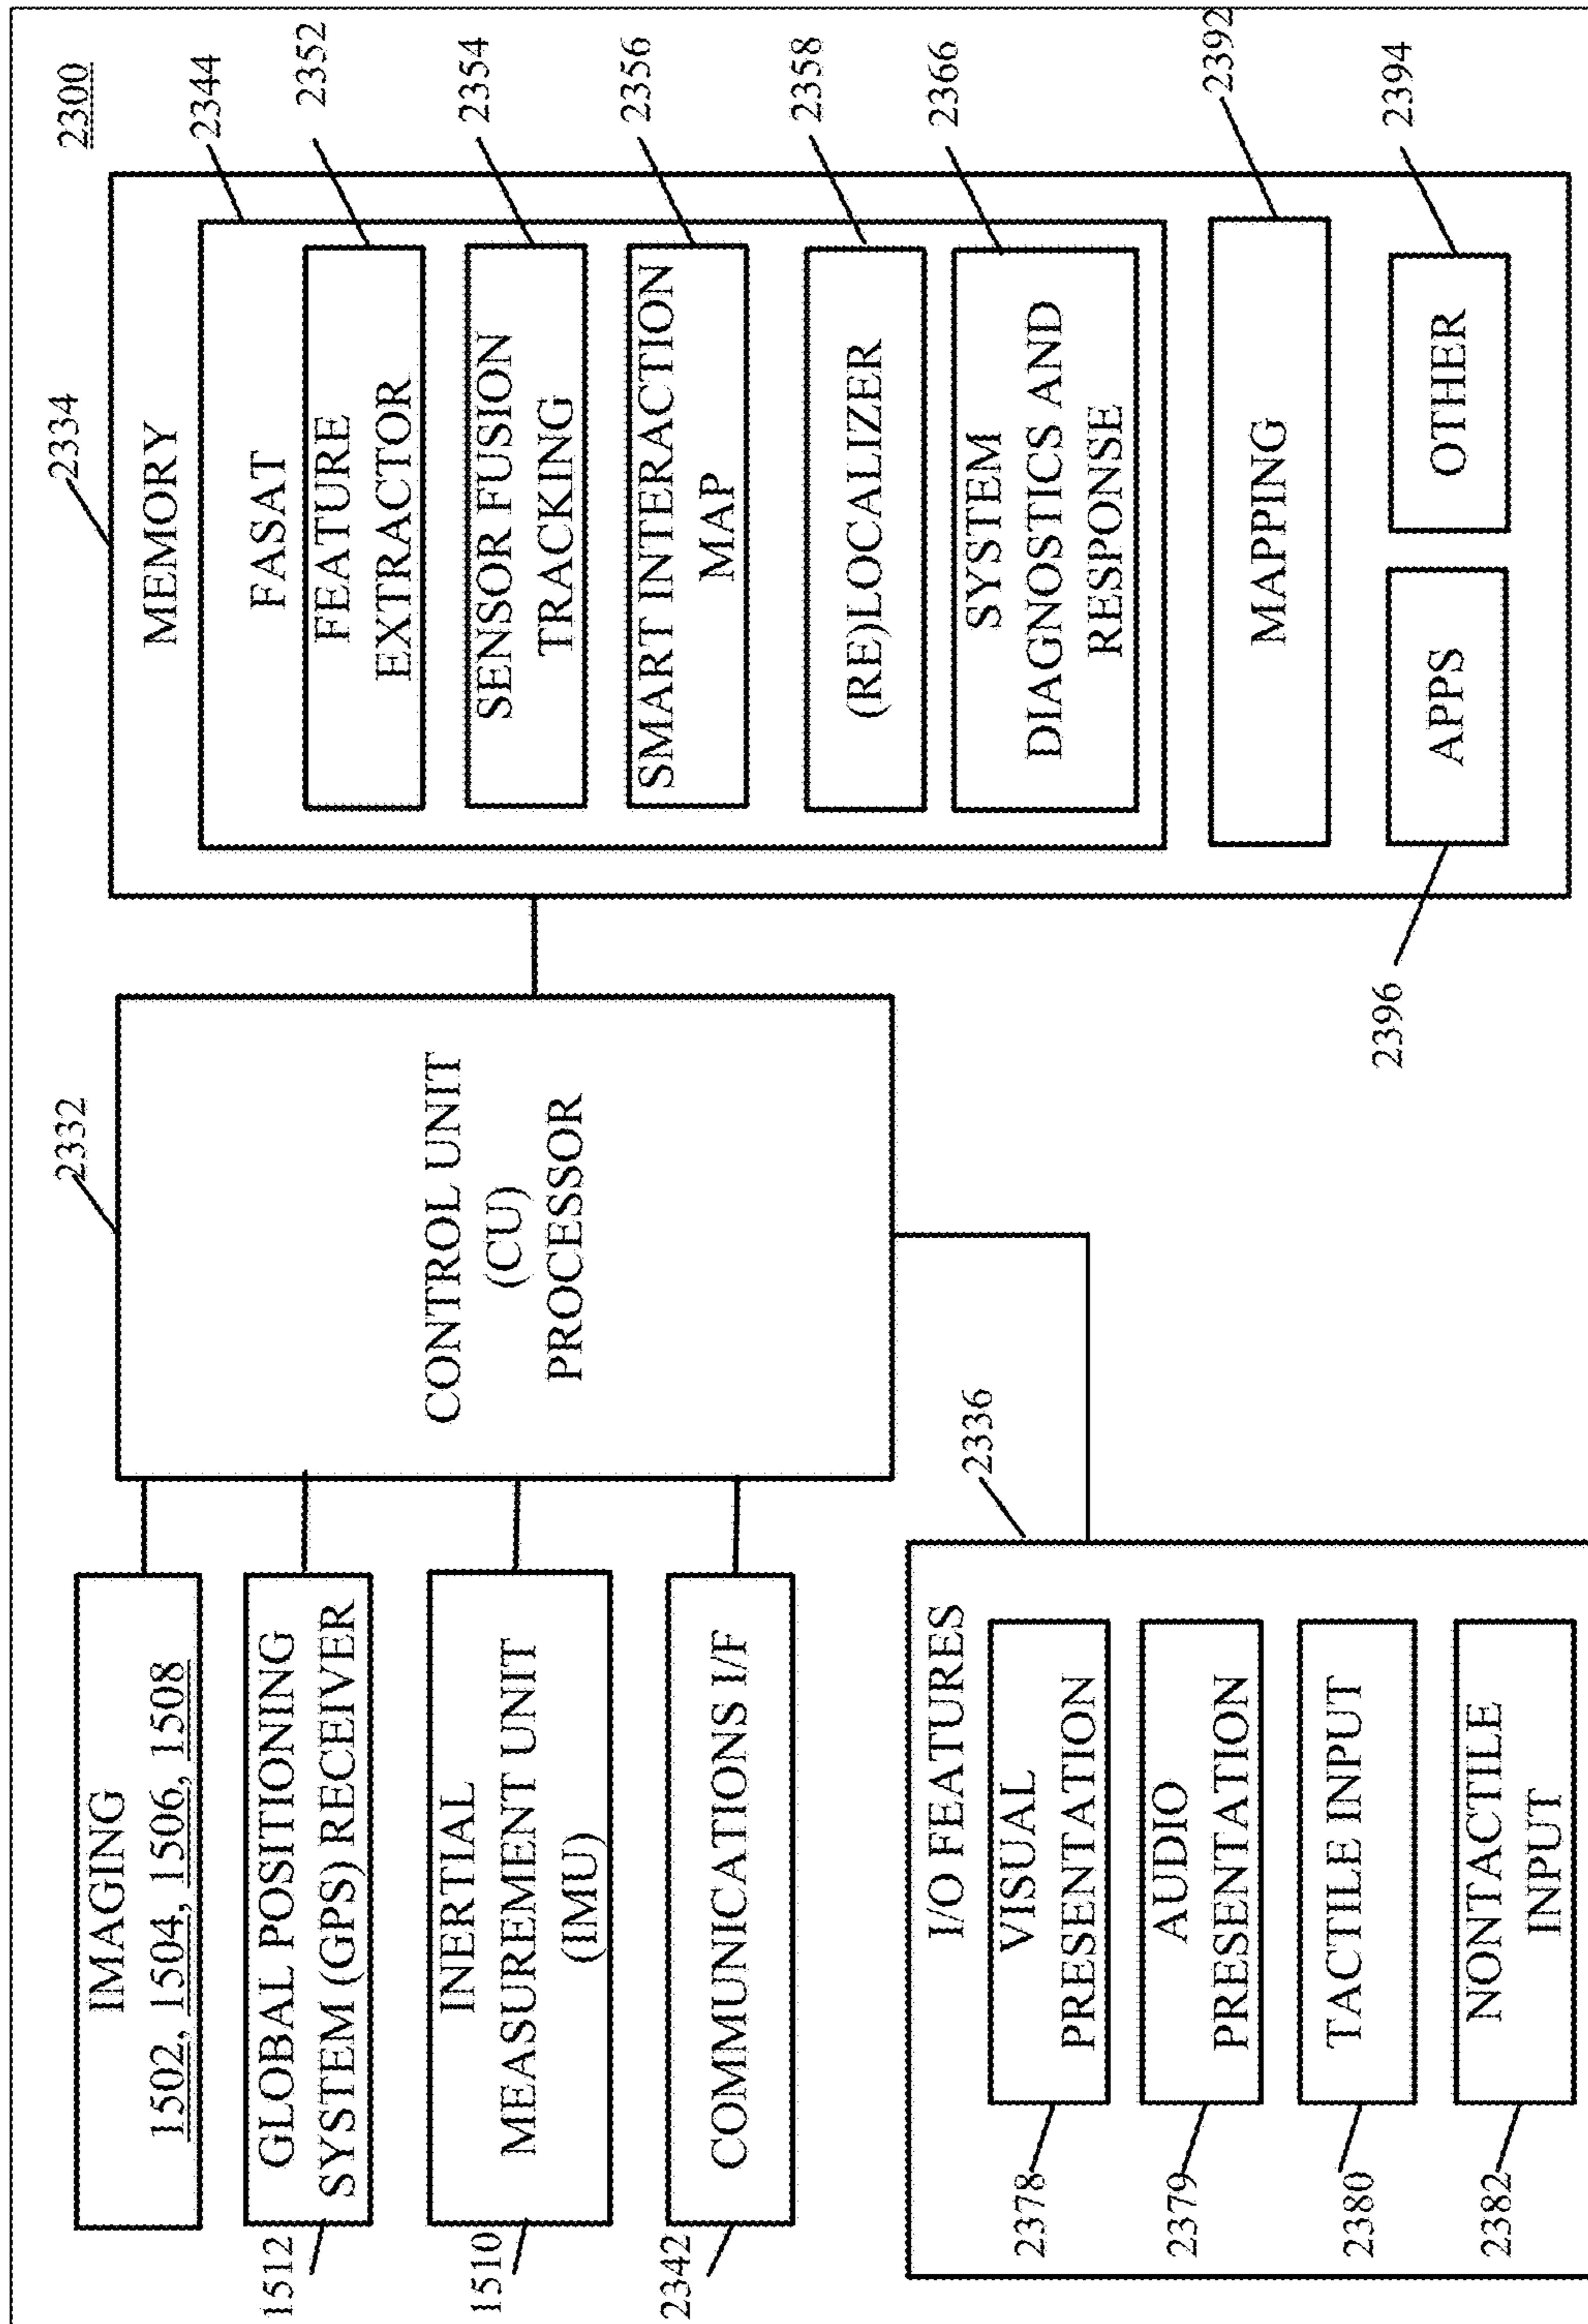 2300
IMAGING
1502, 1504, 1506, 1508
GLOBAL POSITIONING
SYSTEM (GPS) RECEIVER
1512
INERTIAL
MEASUREMENT UNIT
(IMU)
1510
COMMUNICATIONS I/F
2342
I/O FEATURES
2336
VISUAL
PRESENTATION
2378
AUDIO
PRESENTATION
2379
TACTILE INPUT
2380
NONTACTILE
INPUT
2382
2332
CONTROL UNIT
(CU)
PROCESSOR
2334
MEMORY
2344
FASAT
FEATURE
EXTRACTOR
2352
SENSOR FUSION
TRACKING
2354
SMART INTERACTION
MAP
2356
(RE)LOCALIZER
2358
SYSTEM
DIAGNOSTICS AND
RESPONSE
2366
MAPPING
2392
APPS
2396
OTHER
2394